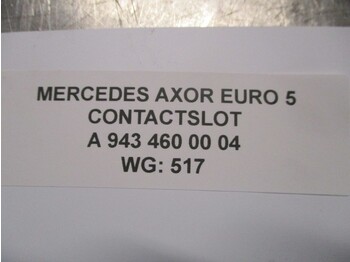 MERCEDES AXOR EURO 5
CONTACTSLOT
A 943 460 00 04
WG: 517